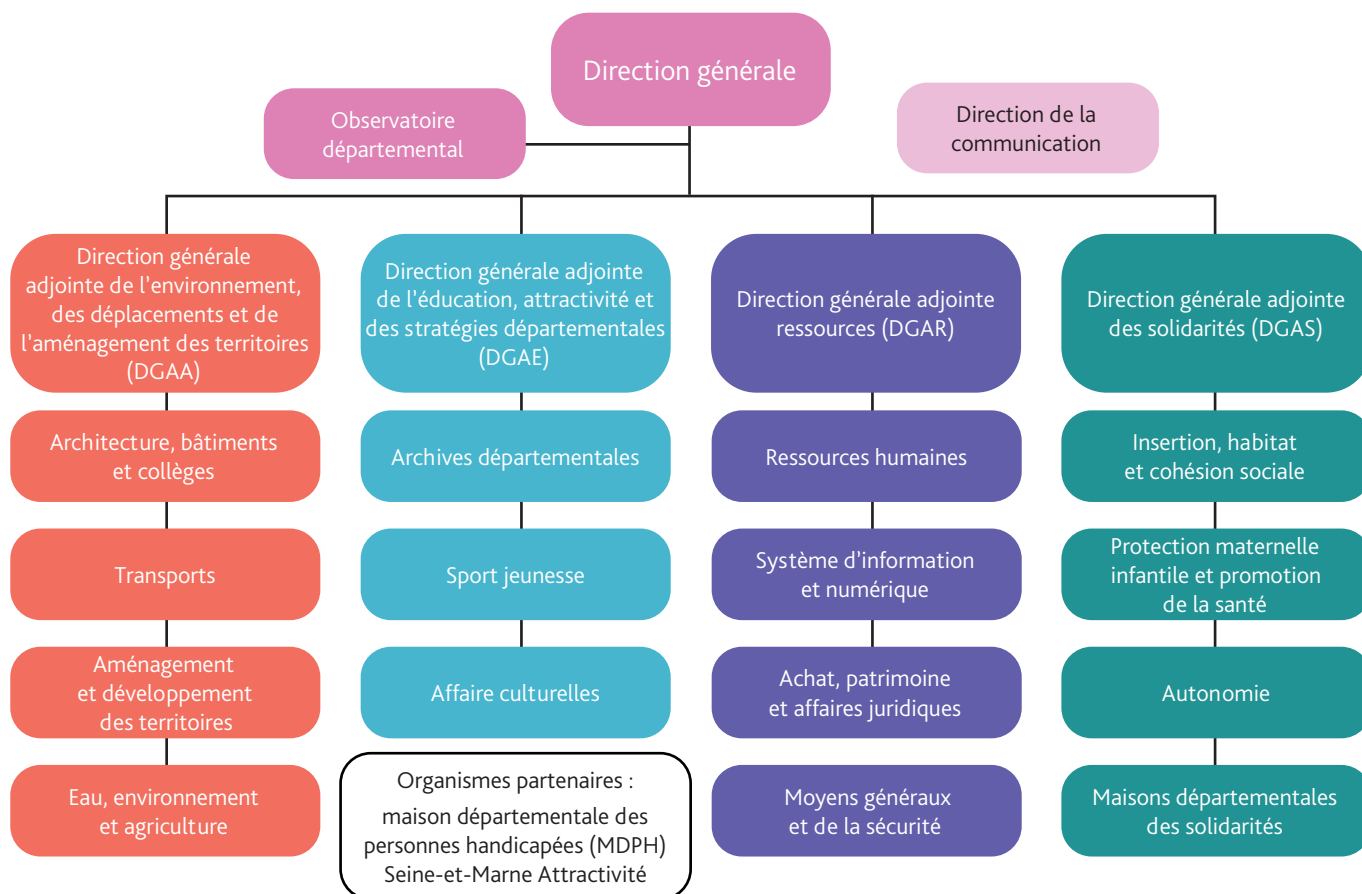 Direction générale
Observatoire
départemental
Direction de la
communication
Direction générale
adjointe de l'environnement,
des déplacements et de
l'aménagement des territoires
(DGAA)
Architecture, bâtiments
et collèges
Transports
Aménagement
et développement
des territoires
Eau, environnement
et agriculture
Direction générale adjointe
de l'éducation, attractivité et
des stratégies départementales
(DGAE)
Archives départementales
Sport jeunesse
Affaire culturelles
Organismes partenaires :
maison départementale des
personnes handicapées (MDPH)
Seine-et-Marne Attractivité
Direction générale adjointe
ressources (DGAR)
Ressources humaines
Système d'information
et numérique
Achat, patrimoine
et affaires juridiques
Moyens généraux
et de la sécurité
Direction générale adjointe
des solidarités (DGAS)
Insertion, habitat
et cohésion sociale
Protection maternelle
infantile et promotion
de la santé
Autonomie
Maisons départementales
des solidarités